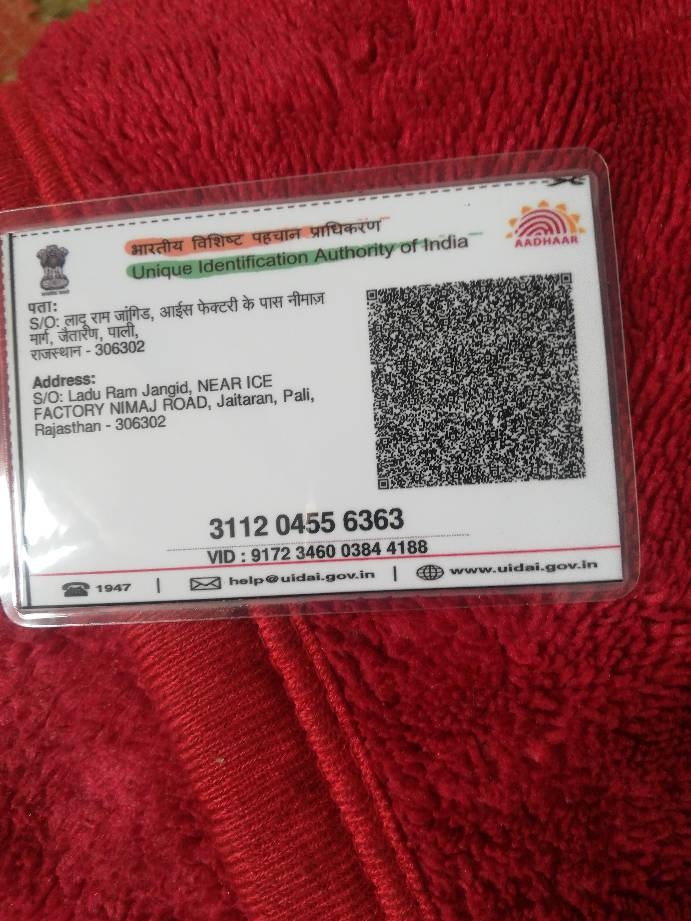 भारतीय विशिष्ट पहचान प्राधिकरण
Unique Identification Authority of India
AADHAAR
पता:
S/O: लादू राम जांगिड, आईस फेक्टरी के पास नीमाज़
मार्ग, जैतारण, पाली,
राजस्थान - 306302
Address:
S/O: Ladu Ram Jangid, NEAR ICE
FACTORY NIMAJ ROAD, Jaitaran, Pali,
Rajasthan - 306302
3112 0455 6363
VID : 9172 3460 0384 4188
1947 | help@uidai.gov.in | www.uidai.gov.in